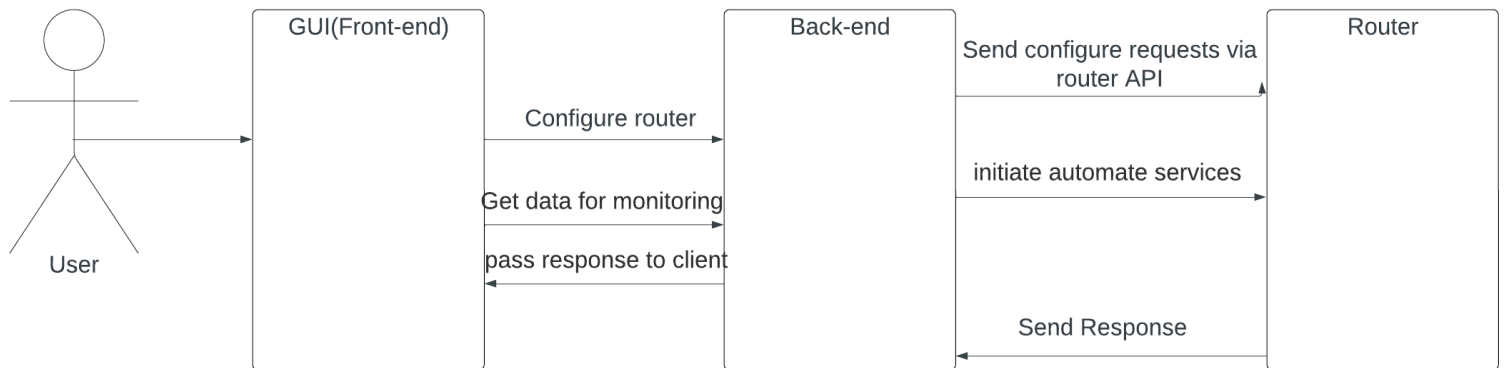 GUI(Front-end)
Back-end
Router
Send configure requests via
router API
Configure router
initiate automate services
Get data for monitoring
pass response to client
User
Send Response